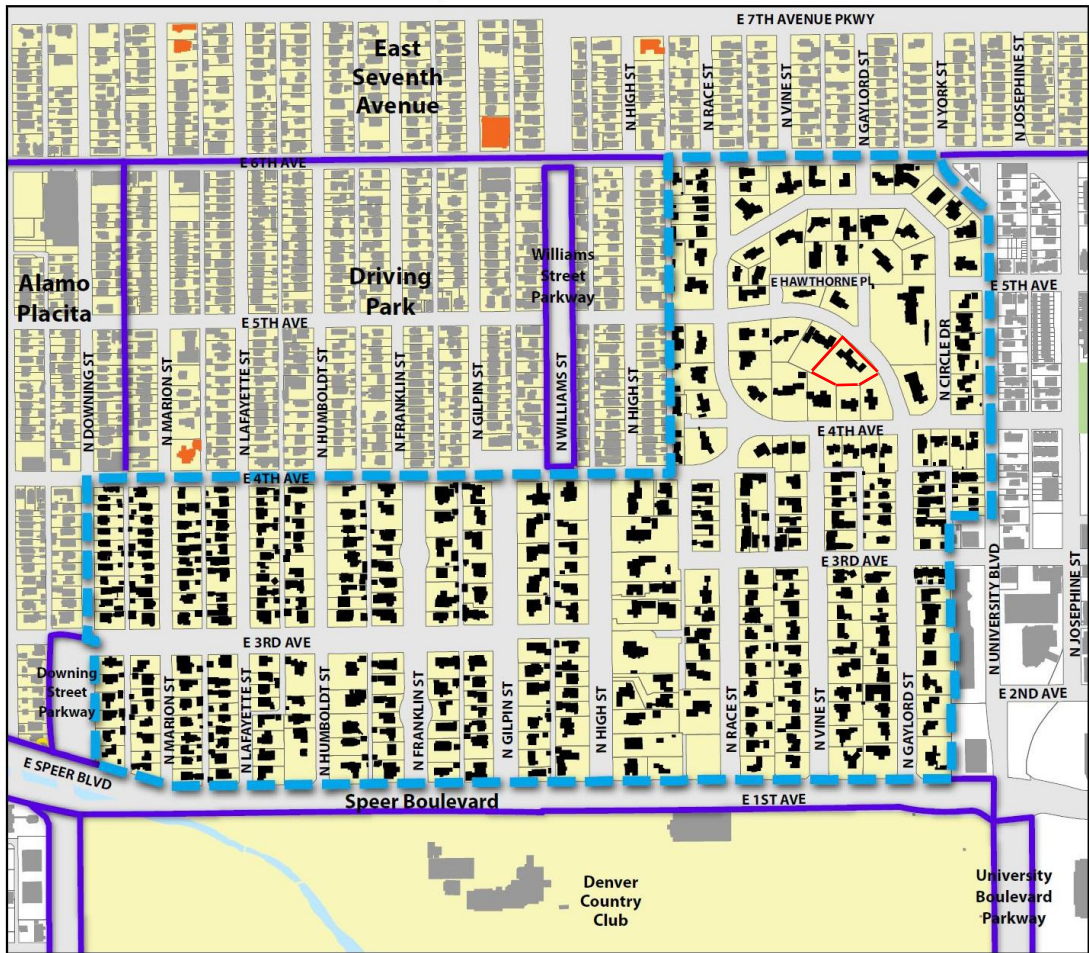 E 7TH AVENUE PKWY
East
Seventh
Avenue
N HIGH ST
N RACE ST
N VINE ST
N GAYLORD ST
N YORK ST
N JOSEPHINE ST
E 6TH AVE
Alamo
Placita
Driving
Park
Williams
Street
Parkway
E HAWTHORNE PL
E 5TH AVE
E 5TH AVE
N DOWNING ST
N MARION ST
N LAFAYETTE ST
N HUMBOLDT ST
N FRANKLIN ST
N GILPIN ST
N WILLIAMS ST
N HIGH ST
N CIRCLE DR
E 4TH AVE
E 4TH AVE
E 3RD AVE
N UNIVERSITY BLVD
N JOSEPHINE ST
E 3RD AVE
Downing
Street
Parkway
N MARION ST
N LAFAYETTE ST
N HUMBOLDT ST
N FRANKLIN ST
N GILPIN ST
N HIGH ST
N RACE ST
N VINE ST
N GAYLORD ST
E 2ND AVE
E SPEER BLVD
Speer Boulevard
E 1ST AVE
Denver
Country
Club
University
Boulevard
Parkway